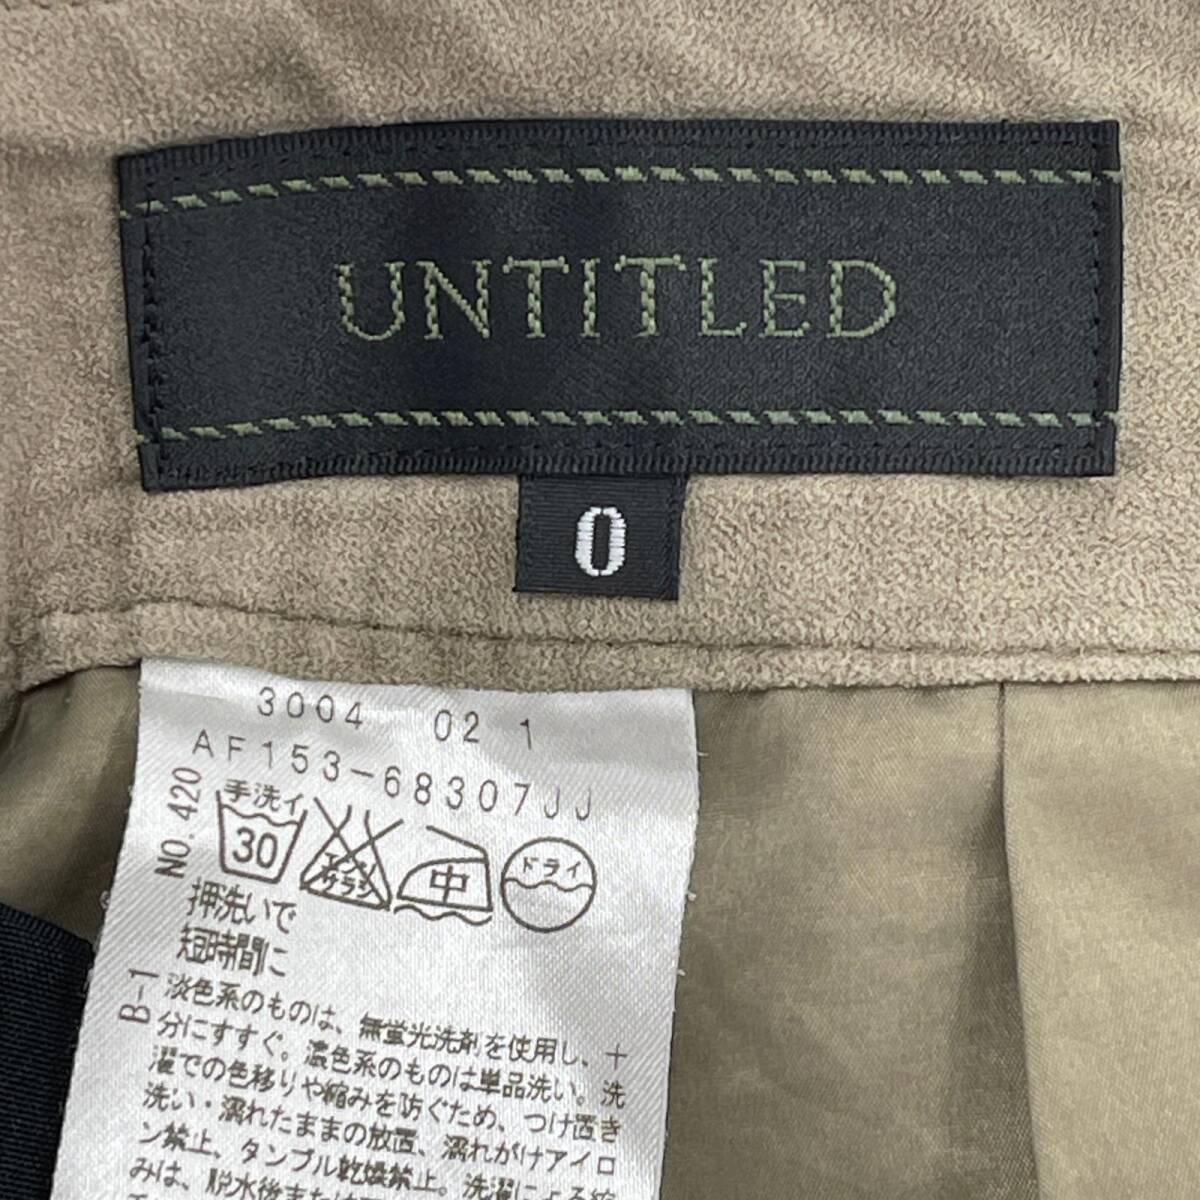 UNTITLED
0
3004 02 1
AF153-68307JJ
NO. 420
手洗イ
30
エンソ
サラシ
中
ドライ
押洗いで
短時間に
B-1
淡色系のものは、無蛍光洗剤を使用し、十
分にすすぐ。濃色系のものは単品洗い。洗
濯での色移りや縮みを防ぐため、つけ置き
洗い・濡れたままの放置、濡れがけアイロ
ン禁止、タンブル乾燥禁止。洗濯による縮
みは、脱水後または